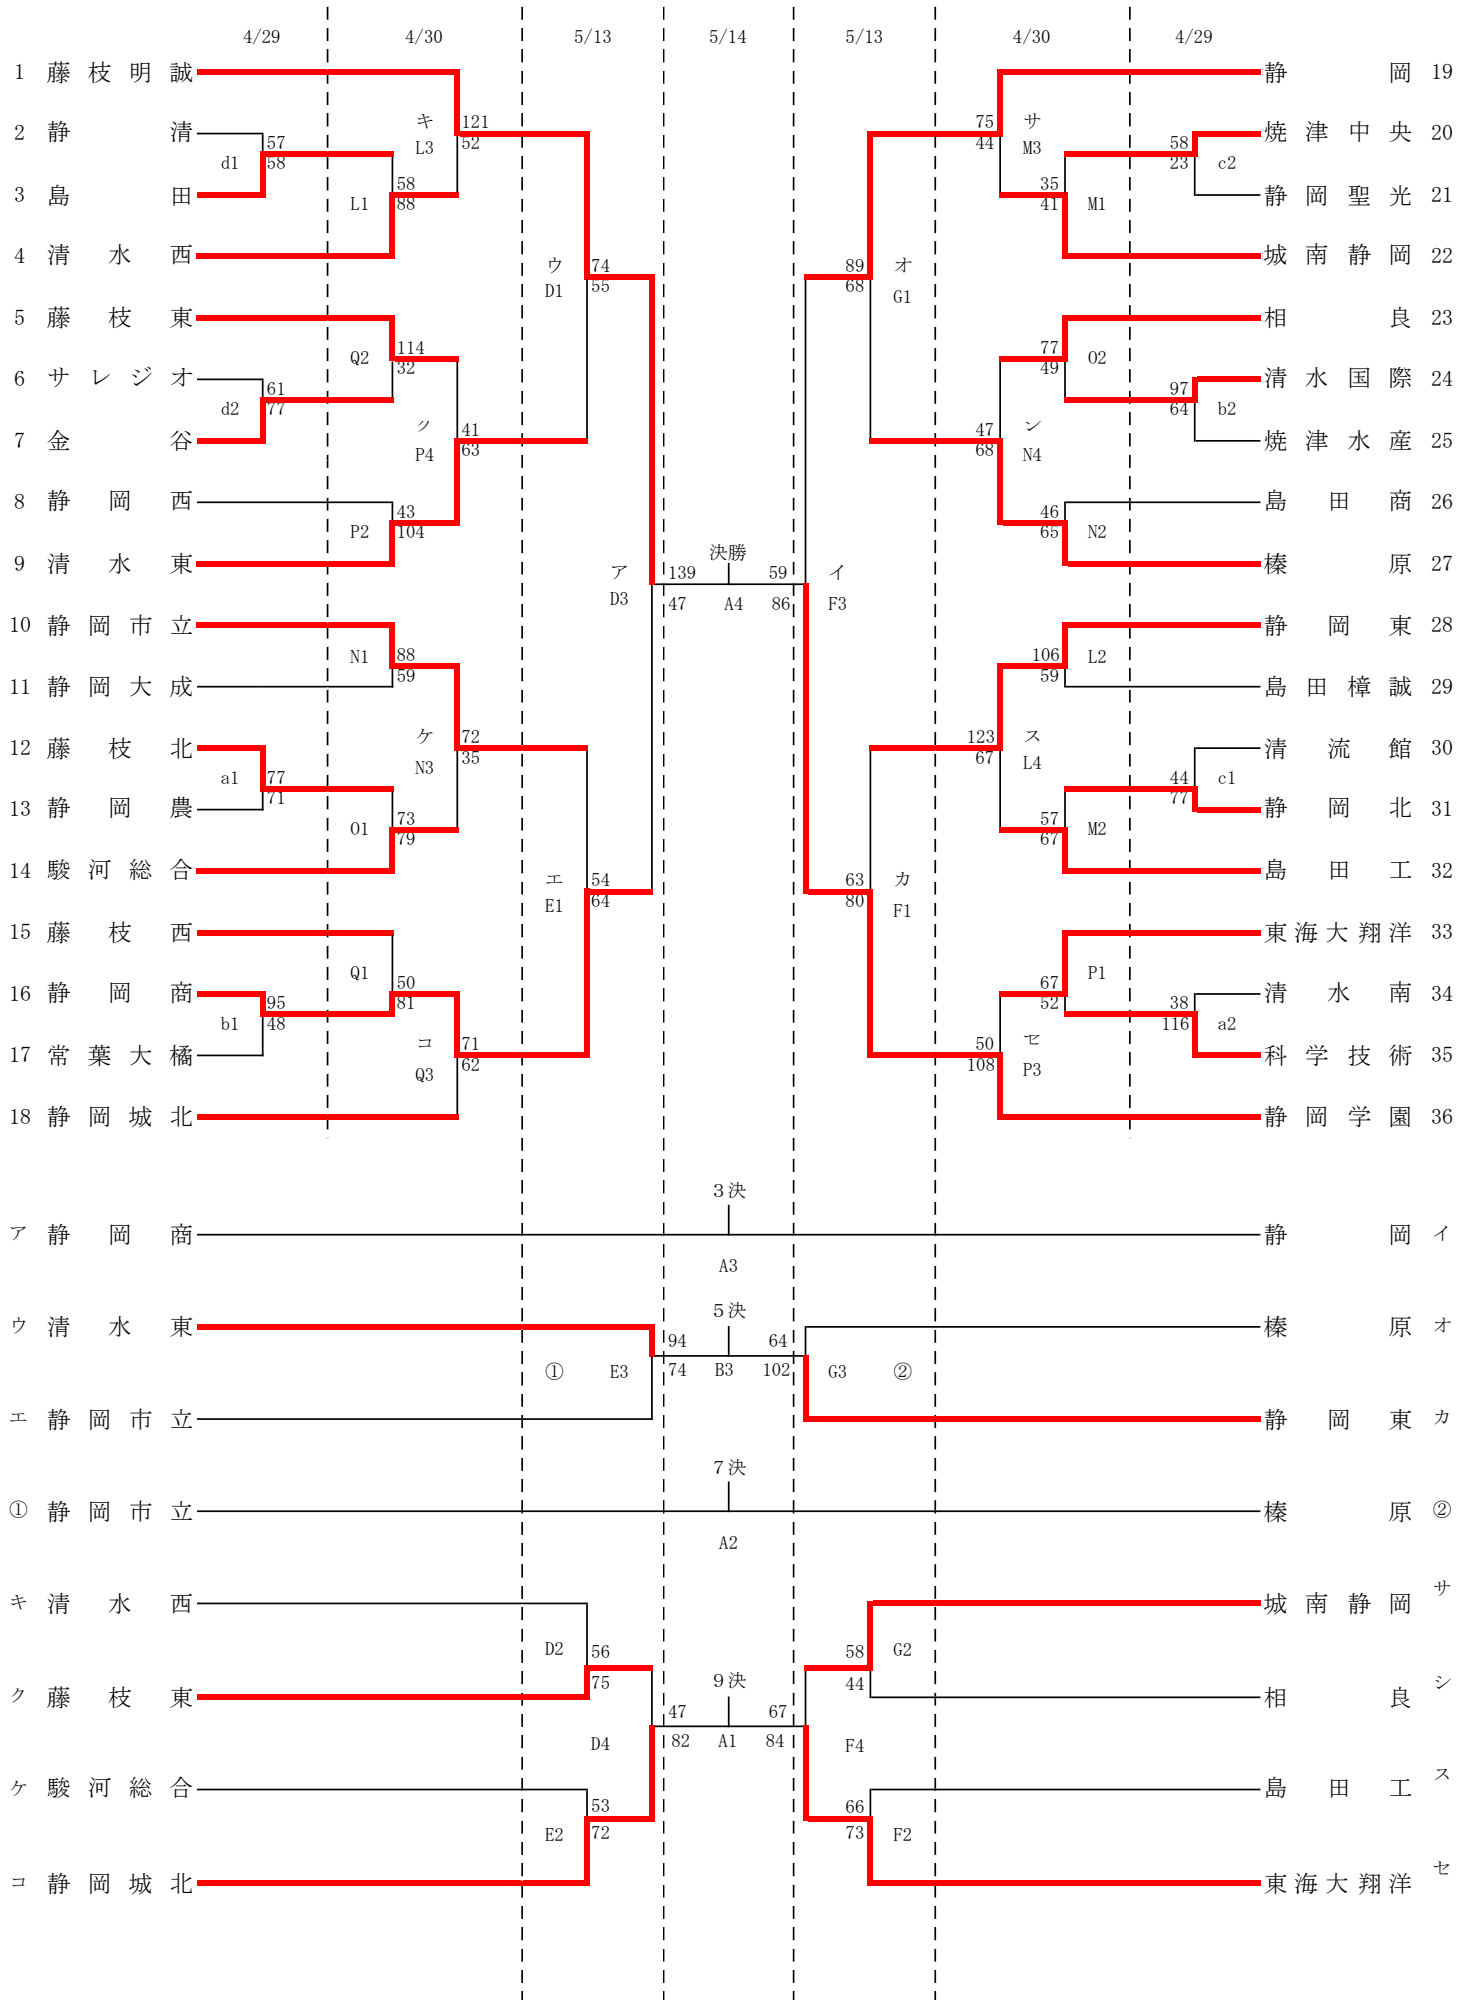 4/29 4/30 5/13 5/14 5/13 4/30 4/29
1 藤枝明誠 静岡 19
2 静清 57 キ 121 75 サ 58 焼津中央 20
d1 58 L3 52 44 M3 23 c2
3 島田 L1 58 88 35 41 M1 静岡聖光 21
4 清水西 城南静岡 22
ウ 74 89 オ
D1 55 68 G1
5 藤枝東 相良 23
Q2 114 32 77 49 O2
6 サレジオ 61 97 清水国際 24
d2 77 64 b2
7 金谷 ク 41 47 ン 焼津水産 25
P4 63 68 N4
8 静岡西 島田商 26
P2 43 104 46 65 N2
9 清水東 決勝 榛原 27
ア 139 59 イ
D3 47 A4 86 F3
10 静岡市立 静岡東 28
N1 88 59 106 59 L2
11 静岡大成 島田樟誠 29
12 藤枝北 ケ 72 123 ス 清流館 30
a1 77 71 N3 35 67 L4 44 77 c1
13 静岡農 静岡北 31
O1 73 79 57 67 M2
14 駿河総合 島田工 32
エ 54 63 カ
E1 64 80 F1
15 藤枝西 東海大翔洋 33
Q1 50 81 67 52 P1
16 静岡商 95 38 清水南 34
b1 48 116 a2
17 常葉大橘 コ 71 50 セ 科学技術 35
Q3 62 108 P3
18 静岡城北 静岡学園 36
3決
ア 静岡商 静岡 イ
A3
5決
ウ 清水東 榛原 オ
94 64
① E3 74 B3 102 G3 ②
エ 静岡市立 静岡東 カ
7決
① 静岡市立 榛原 ②
A2
キ 清水西 城南静岡 サ
D2 56 58 G2
75 44
ク 藤枝東 9決 相良 シ
47 67
D4 82 A1 84 F4
ケ 駿河総合 島田工 ス
53 66
E2 72 73 F2
コ 静岡城北 東海大翔洋 セ